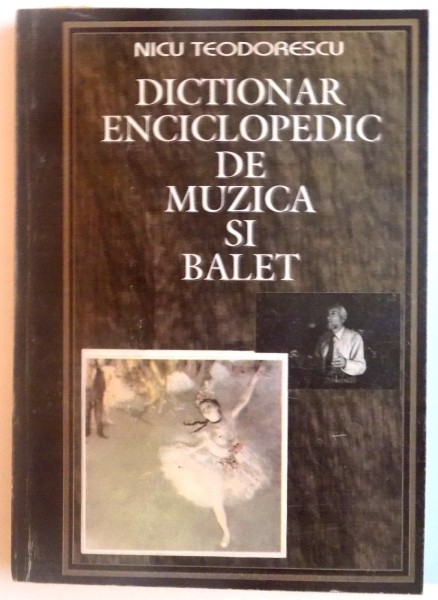 NICU TEODORESCU
DICTIONAR
ENCICLOPEDIC
DE
MUZICA
SI
BALET